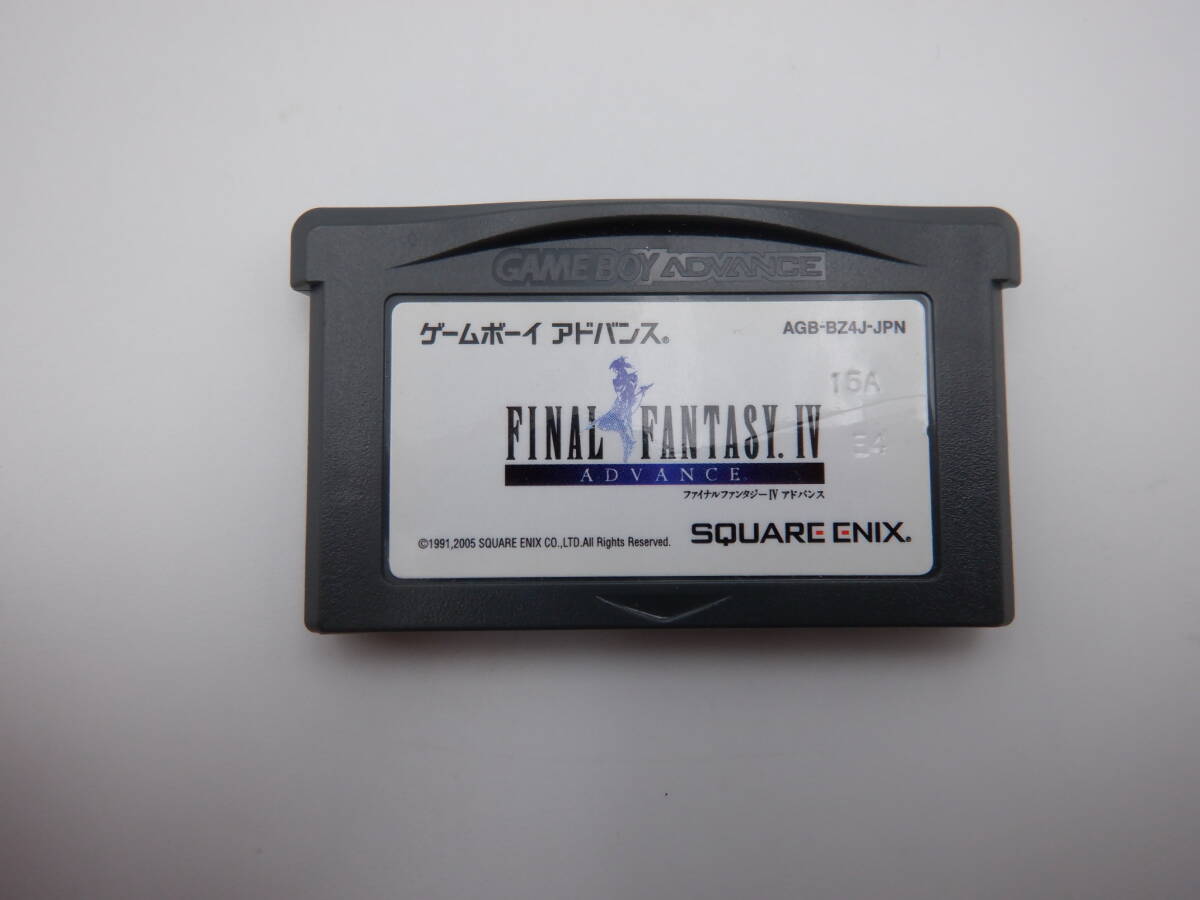 GAME BOY ADVANCE
ゲームボーイ アドバンス®
AGB-BZ4J-JPN
16A
FINAL FANTASY. IV
E4
ADVANCE
ファイナルファンタジーIV アドバンス
©1991,2005 SQUARE ENIX CO.,LTD.All Rights Reserved.
SQUARE ENIX®